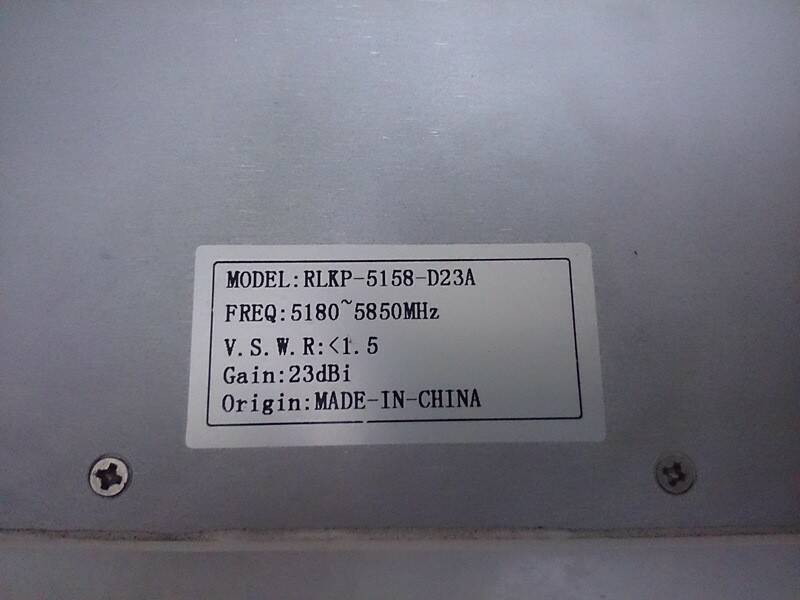 MODEL:RLKP-5158-D23A
FREQ:5180~5850MHz
V.S.W.R:<1.5
Gain:23dBi
Origin:MADE-IN-CHINA